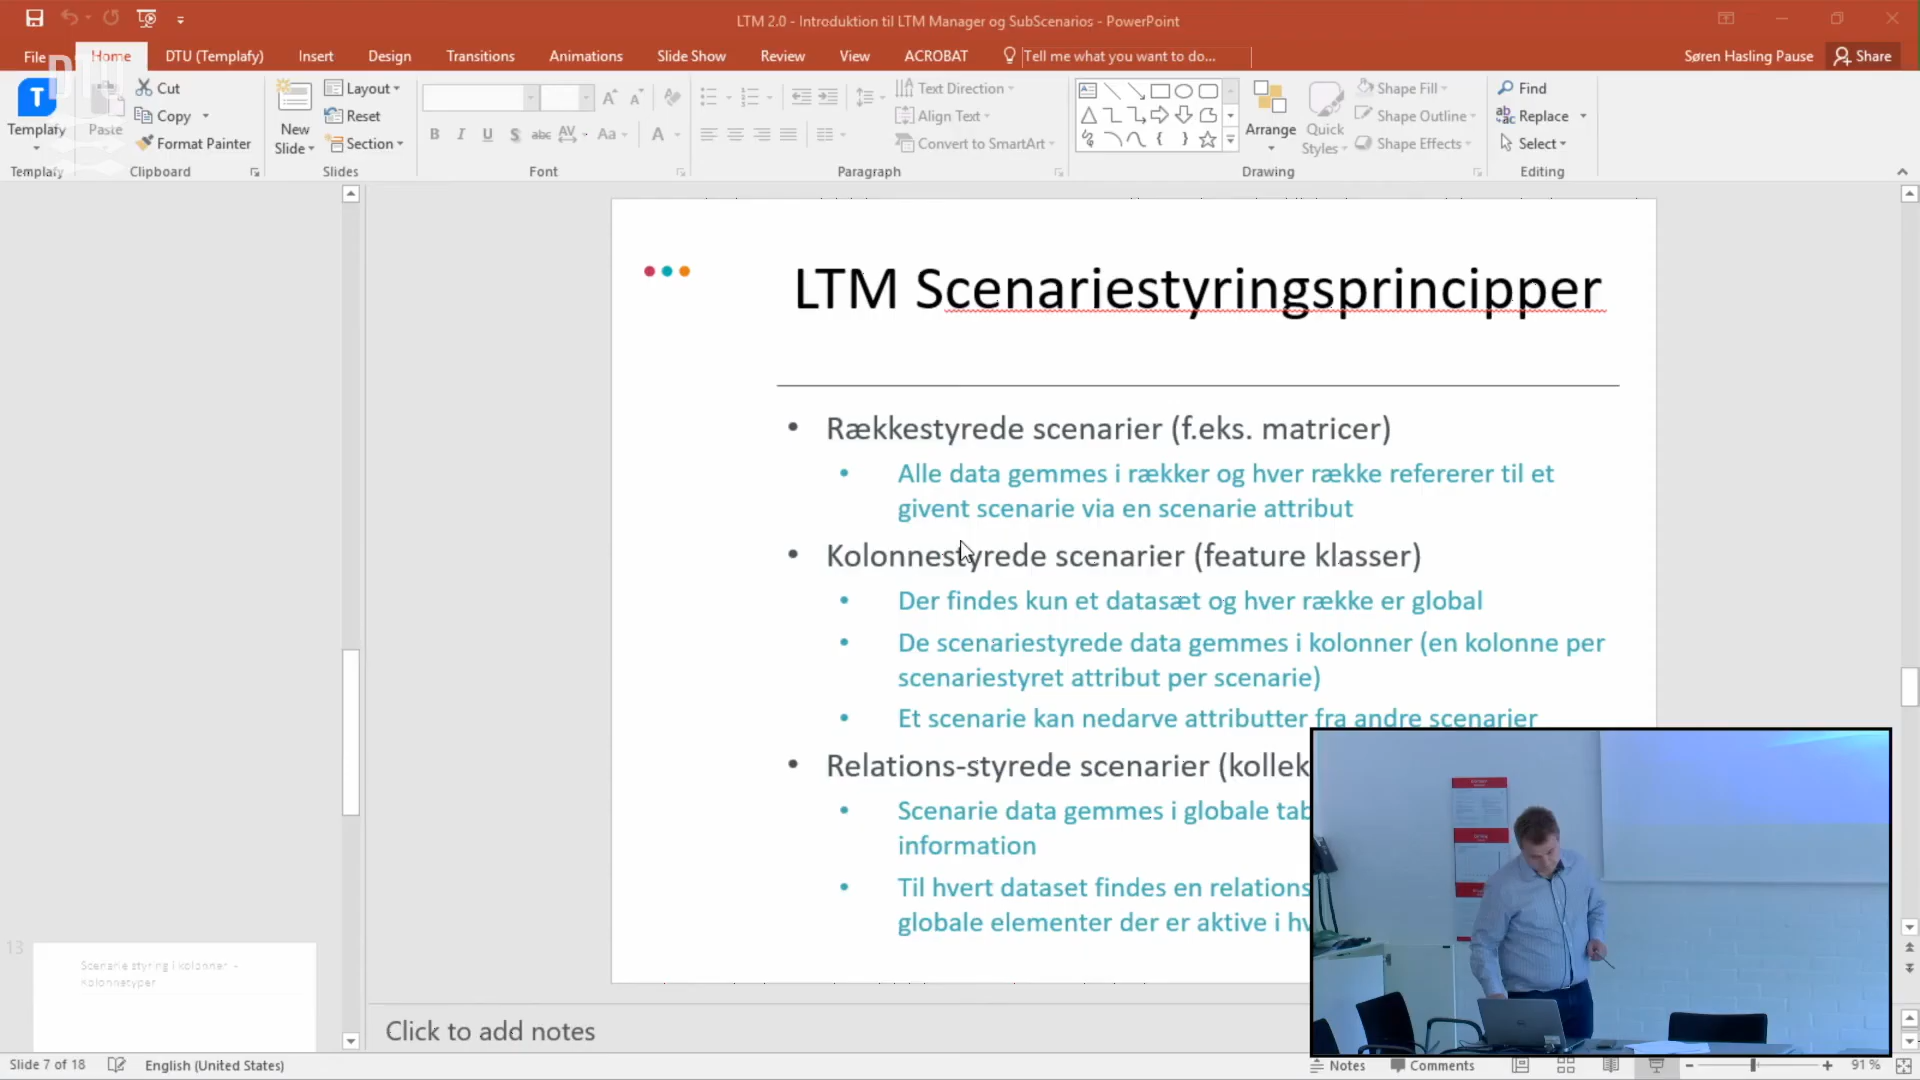 LTM 2.0 - Introduktion til LTM Manager og SubScenarios - PowerPoint
File Home DTU (Templafy) Insert Design Transitions Animations Slide Show Review View ACROBAT Tell me what you want to do... Søren Hasling Pause Share
DTU
Templafy
Templafy
Paste
Cut
Copy
Format Painter
Clipboard
New
Slide
Layout
Reset
Section
Slides
Font
Text Direction
Align Text
Convert to SmartArt
Paragraph
Arrange
Quick
Styles
Shape Fill
Shape Outline
Shape Effects
Drawing
Find
Replace
Select
Editing
LTM Scenariestyringsprincipper
• Rækkestyrede scenarier (f.eks. matricer)
• Alle data gemmes i rækker og hver række refererer til et
givent scenarie via en scenarie attribut
• Kolonnestyrede scenarier (feature klasser)
• Der findes kun et datasæt og hver række er global
• De scenariestyrede data gemmes i kolonner (en kolonne per
scenariestyret attribut per scenarie)
• Et scenarie kan nedarve attributter fra andre scenarier
• Relations-styrede scenarier (kollek
• Scenarie data gemmes i globale tab
information
• Til hvert dataset findes en relations
globale elementer der er aktive i hv
13
Scenarie styring i kolonner -
Kolonnetyper
Click to add notes
Slide 7 of 18 English (United States) Notes Comments 91 %